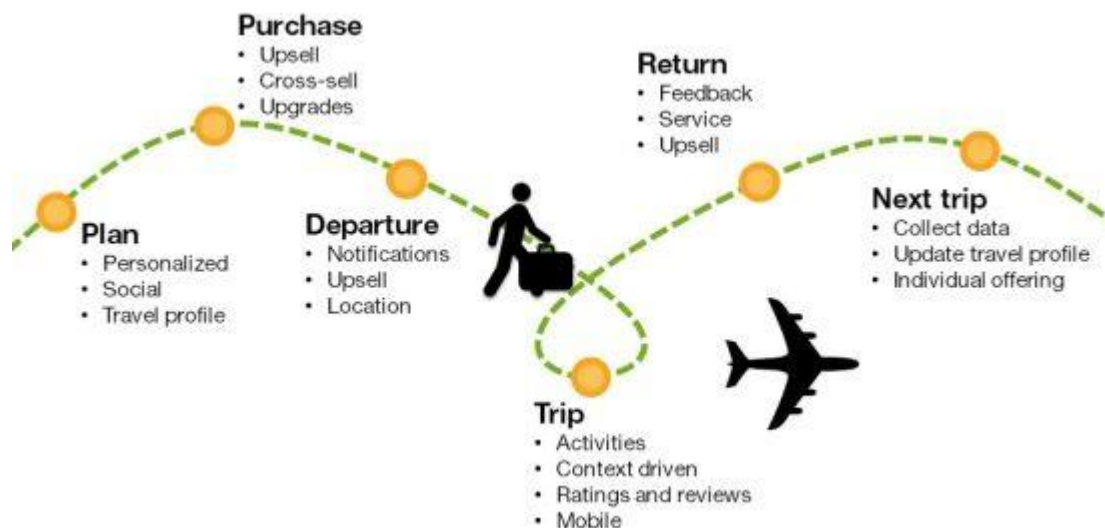 Plan
• Personalized
• Social
• Travel profile
Purchase
• Upsell
• Cross-sell
• Upgrades
Departure
• Notifications
• Upsell
• Location
Trip
• Activities
• Context driven
• Ratings and reviews
• Mobile
Return
• Feedback
• Service
• Upsell
Next trip
• Collect data
• Update travel profile
• Individual offering